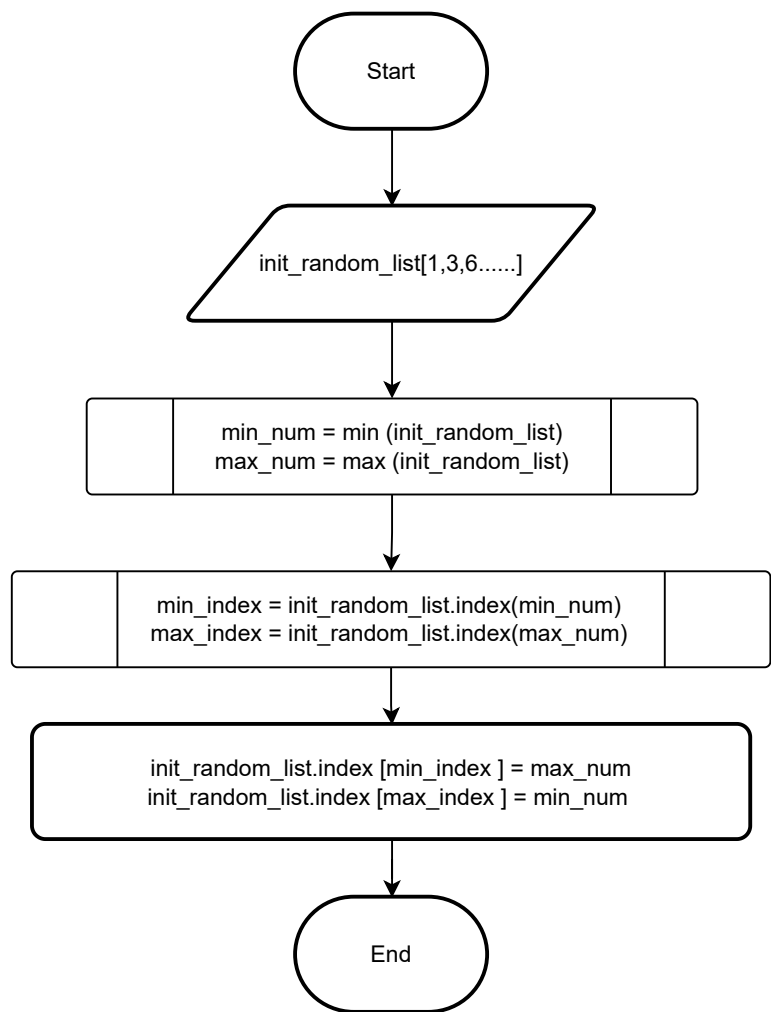 Start
init_random_list[1,3,6......]
min_num = min (init_random_list)
max_num = max (init_random_list)
min_index = init_random_list.index(min_num)
max_index = init_random_list.index(max_num)
init_random_list.index [min_index ] = max_num
init_random_list.index [max_index ] = min_num
End